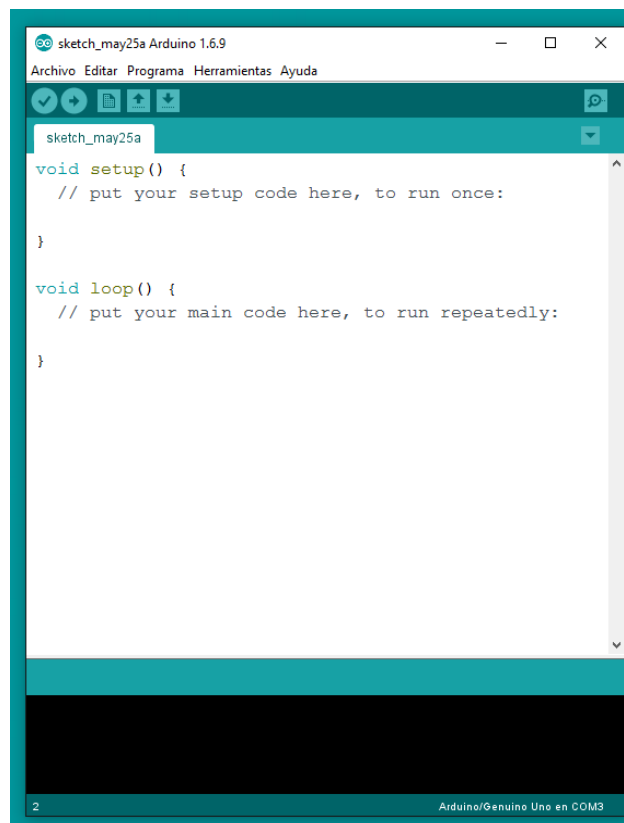 sketch_may25a Arduino 1.6.9
Archivo Editar Programa Herramientas Ayuda
sketch_may25a
void setup() {
  // put your setup code here, to run once:
}
void loop() {
  // put your main code here, to run repeatedly:
}
2 Arduino/Genuino Uno en COM3